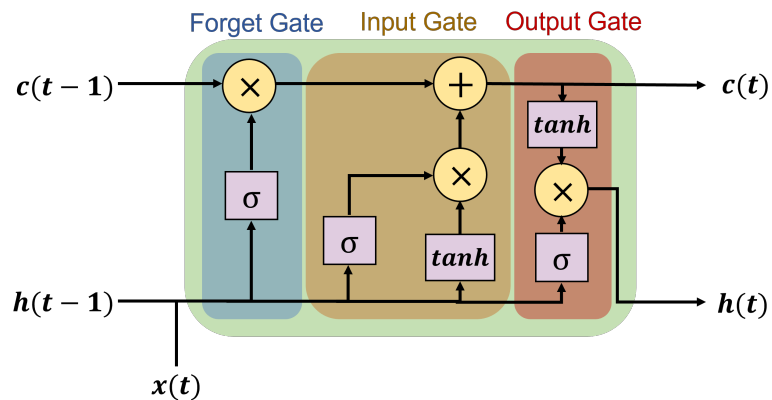 Forget Gate Input Gate Output Gate
c(t − 1) × + c(t)
tanh
σ × ×
σ tanh σ
h(t − 1) h(t)
x(t)